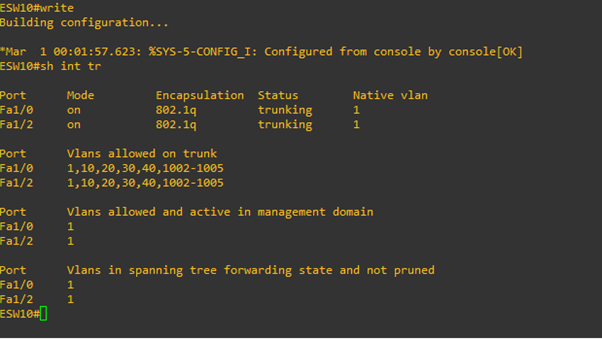 ESW10#write
Building configuration...
*Mar  1 00:01:57.623: %SYS-5-CONFIG_I: Configured from console by console[OK]
ESW10#sh int tr
Port      Mode         Encapsulation  Status        Native vlan
Fa1/0     on           802.1q         trunking      1
Fa1/2     on           802.1q         trunking      1
Port      Vlans allowed on trunk
Fa1/0     1,10,20,30,40,1002-1005
Fa1/2     1,10,20,30,40,1002-1005
Port      Vlans allowed and active in management domain
Fa1/0     1
Fa1/2     1
Port      Vlans in spanning tree forwarding state and not pruned
Fa1/0     1
Fa1/2     1
ESW10#